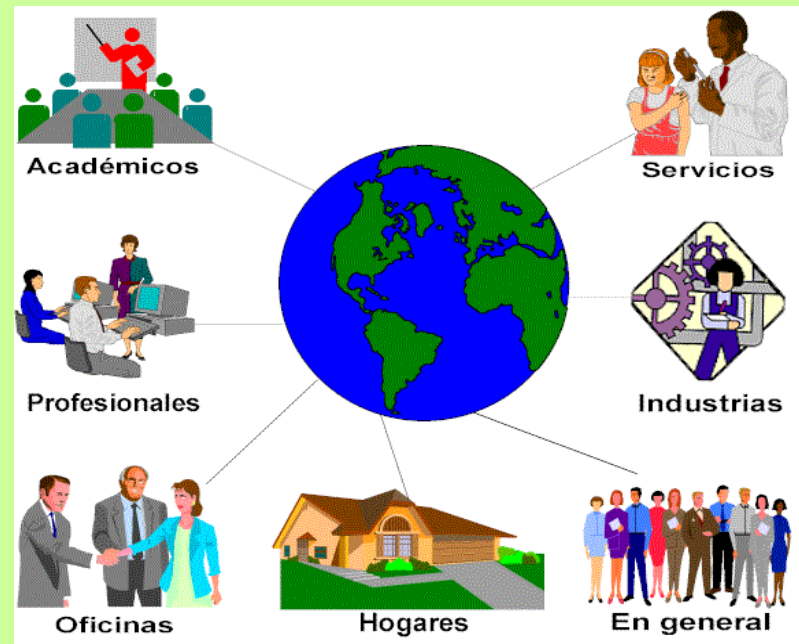 Académicos
Servicios
Profesionales
Industrias
Oficinas
Hogares
En general